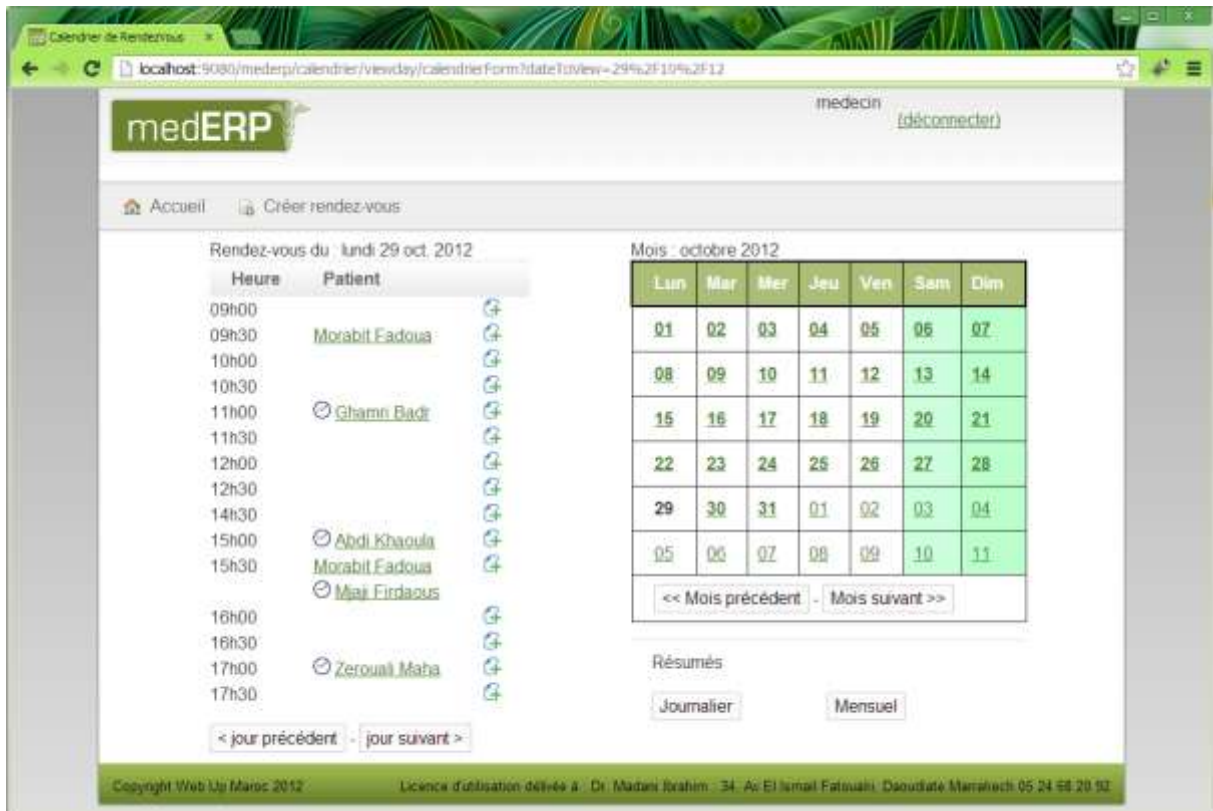 Calendrier de Rendezvous
localhost:9080/mederp/calendrier/viewday/calendrierForm?dateToView=29%2F10%2F12
medERP
medecin
(déconnecter)
Accueil Créer rendez-vous
Rendez-vous du : lundi 29 oct. 2012
Heure Patient
09h00
09h30 Morabit Fadoua
10h00
10h30
11h00 Ghamri Badr
11h30
12h00
12h30
14h30
15h00 Abdi Khaoula
15h30 Morabit Fadoua
Mjaji Firdaous
16h00
16h30
17h00 Zerouali Maha
17h30
< jour précédent - jour suivant >
Mois : octobre 2012
Lun Mar Mer Jeu Ven Sam Dim
01 02 03 04 05 06 07
08 09 10 11 12 13 14
15 16 17 18 19 20 21
22 23 24 25 26 27 28
29 30 31 01 02 03 04
05 06 07 08 09 10 11
<< Mois précédent - Mois suivant >>
Résumés
Journalier Mensuel
Copyright Web Up Maroc 2012 Licence d'utilisation délivée à : Dr. Madani Ibrahim : 34, Av El Ismail Daoudiate Marrakech 05 24